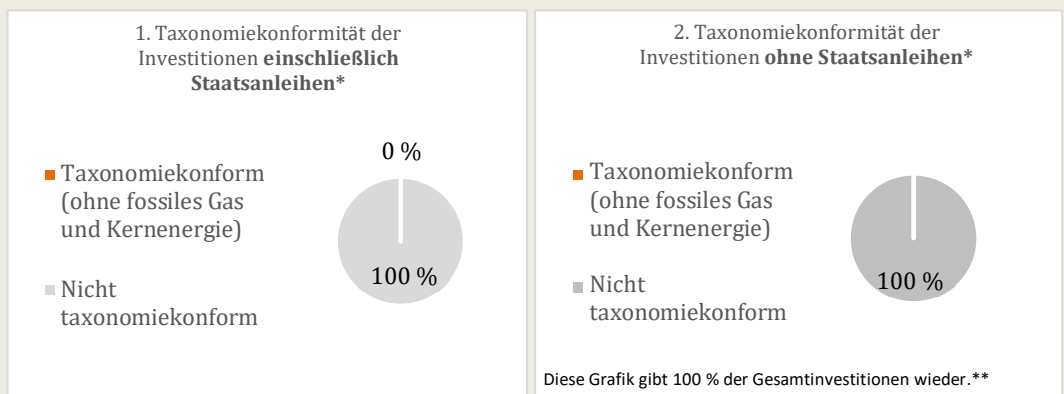 1. Taxonomiekonformität der
Investitionen einschließlich
Staatsanleihen*
Taxonomiekonform
(ohne fossiles Gas
und Kernenergie)
Nicht
taxonomiekonform
0 %
100 %
2. Taxonomiekonformität der
Investitionen ohne Staatsanleihen*
Taxonomiekonform
(ohne fossiles Gas
und Kernenergie)
Nicht
taxonomiekonform
100 %
Diese Grafik gibt 100 % der Gesamtinvestitionen wieder.**